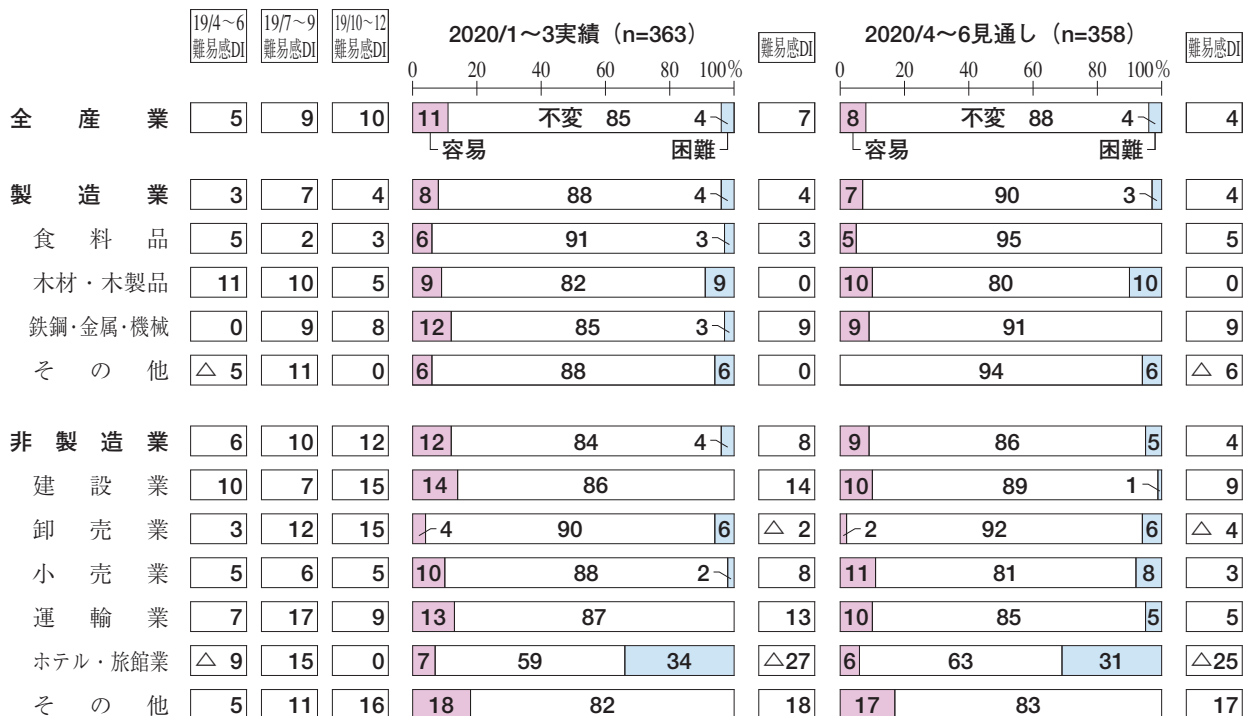 19/4～6 19/7～9 19/10～12
難易感DI 難易感DI 難易感DI 2020/1～3実績（n=363） 難易感DI 2020/4～6見通し（n=358） 難易感DI
0 20 40 60 80 100% 0 20 40 60 80 100%
全産業 5 9 10 11 不変 85 4 7 8 不変 88 4 4
容易 困難 容易 困難
製造業 3 7 4 8 88 4 4 7 90 3 4
食料品 5 2 3 6 91 3 3 5 95 5
木材・木製品 11 10 5 9 82 9 0 10 80 10 0
鉄鋼・金属・機械 0 9 8 12 85 3 9 9 91 9
その他 △5 11 0 6 88 6 0 94 6 △6
非製造業 6 10 12 12 84 4 8 9 86 5 4
建設業 10 7 15 14 86 14 10 89 1 9
卸売業 3 12 15 4 90 6 △2 2 92 6 △4
小売業 5 6 5 10 88 2 8 11 81 8 3
運輸業 7 17 9 13 87 13 10 85 5 5
ホテル・旅館業 △9 15 0 7 59 34 △27 6 63 31 △25
その他 5 11 16 18 82 18 17 83 17